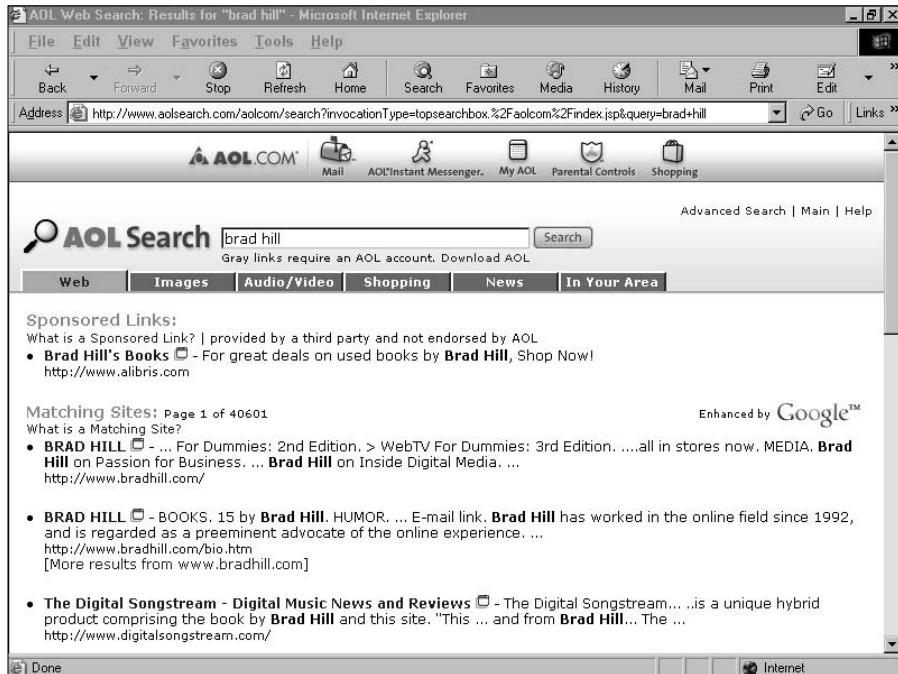 AOL Web Search: Results for "brad hill" - Microsoft Internet Explorer
File Edit View Favorites Tools Help
Back Forward Stop Refresh Home Search Favorites Media History Mail Print Edit »
Address http://www.aolsearch.com/aolcom/search?invocationType=topsearchbox.%2Faolcom%2Findex.jsp&query=brad+hill Go Links »
AOL.COM Mail AOL®Instant Messenger. My AOL Parental Controls Shopping
Advanced Search | Main | Help
AOL Search brad hill Search
Gray links require an AOL account. Download AOL
Web Images Audio/Video Shopping News In Your Area
Sponsored Links:
What is a Sponsored Link? | provided by a third party and not endorsed by AOL
• Brad Hill's Books - For great deals on used books by Brad Hill, Shop Now!
http://www.alibris.com
Matching Sites: Page 1 of 40601 Enhanced by Google™
What is a Matching Site?
• BRAD HILL - ... For Dummies: 2nd Edition. > WebTV For Dummies: 3rd Edition. ....all in stores now. MEDIA. Brad
Hill on Passion for Business. ... Brad Hill on Inside Digital Media. ...
http://www.bradhill.com/
• BRAD HILL - BOOKS. 15 by Brad Hill. HUMOR. ... E-mail link. Brad Hill has worked in the online field since 1992,
and is regarded as a preeminent advocate of the online experience. ...
http://www.bradhill.com/bio.htm
[More results from www.bradhill.com]
• The Digital Songstream - Digital Music News and Reviews - The Digital Songstream... ..is a unique hybrid
product comprising the book by Brad Hill and this site. "This ... and from Brad Hill... The ...
http://www.digitalsongstream.com/
Done Internet